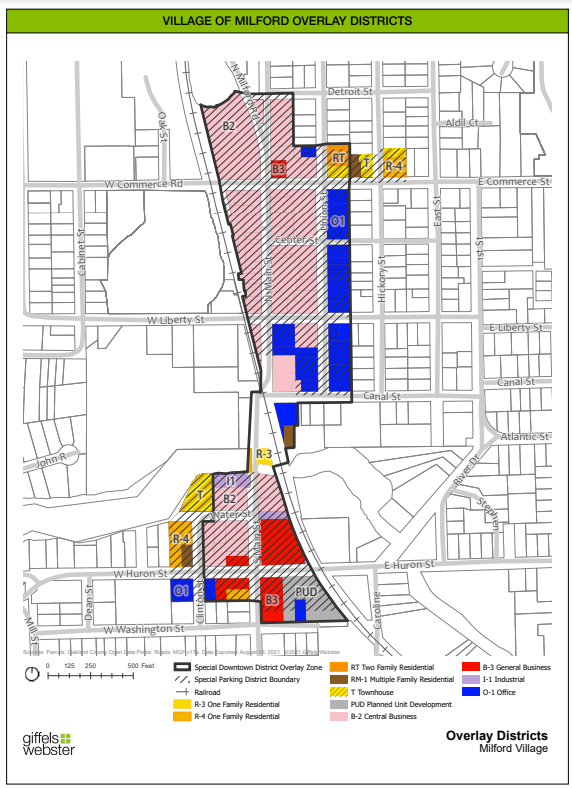 VILLAGE OF MILFORD OVERLAY DISTRICTS
N Milford Rd
Detroit St
Oak St
B2
Aldil Ct
RT
T
R-4
B3
W Commerce Rd
E Commerce St
Union St
O1
East St
1st St
Cabinet St
Center St
Hickory St
N Main St
W Liberty St
E Liberty St
Canal St
Canal St
Atlantic St
John R
R-3
River Dr
I1
T
B2
Stephen
Water St
R-4
S Main St
E Huron St
W Huron St
O1
Dean St
Clinton St
B3
PUD
Caroline
Mill St
W Washington St
Sources: Parcels: Oakland County Open Data Portal. Roads: MGF v17a. Data Exported: August 16, 2021. ©2021 Giffels Webster
0 125 250 500 Feet
Special Downtown District Overlay Zone
Special Parking District Boundary
Railroad
R-3 One Family Residential
R-4 One Family Residential
RT Two Family Residential
RM-1 Multiple Family Residential
T Townhouse
PUD Planned Unit Development
B-2 Central Business
B-3 General Business
I-1 Industrial
O-1 Office
giffels
webster
Overlay Districts
Milford Village